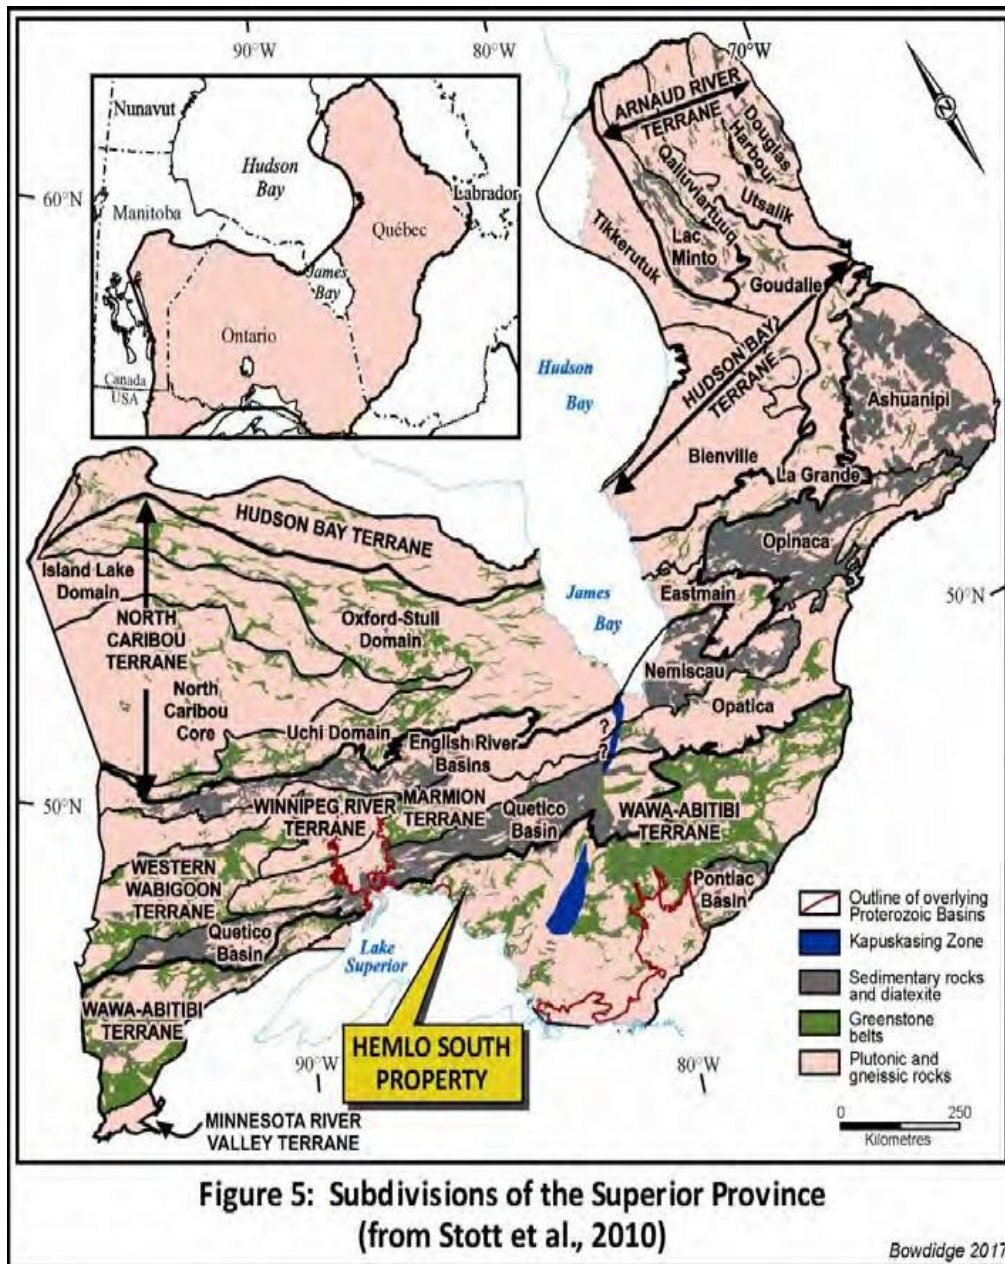 90°W
80°W
70°W
60°N
50°N
50°N
90°W
80°W
N
Nunavut
Hudson
Bay
Manitoba
Labrador
Québec
James
Bay
Ontario
Canada
USA
ARNAUD RIVER
TERRANE
Douglas
Harbour
Qalluviartuuq
Utsalik
Tikkerutuk
Lac
Minto
Goudalie
HUDSON BAY
TERRANE
Hudson
Bay
Ashuanipi
Bienville
La Grande
Opinaca
HUDSON BAY TERRANE
Island Lake
Domain
NORTH
CARIBOU
TERRANE
Oxford-Stull
Domain
James
Bay
Eastmain
Nemiscau
Opatica
North
Caribou
Core
Uchi Domain
English River
Basins
?
?
WINNIPEG RIVER
TERRANE
MARMION
TERRANE
Quetico
Basin
WAWA-ABITIBI
TERRANE
WESTERN
WABIGOON
TERRANE
Pontiac
Basin
Quetico
Basin
Lake
Superior
WAWA-ABITIBI
TERRANE
HEMLO SOUTH
PROPERTY
MINNESOTA RIVER
VALLEY TERRANE
Outline of overlying
Proterozoic Basins
Kapuskasing Zone
Sedimentary rocks
and diatexite
Greenstone
belts
Plutonic and
gneissic rocks
0 250
Kilometres
Figure 5: Subdivisions of the Superior Province
(from Stott et al., 2010)
Bowdidge 2017